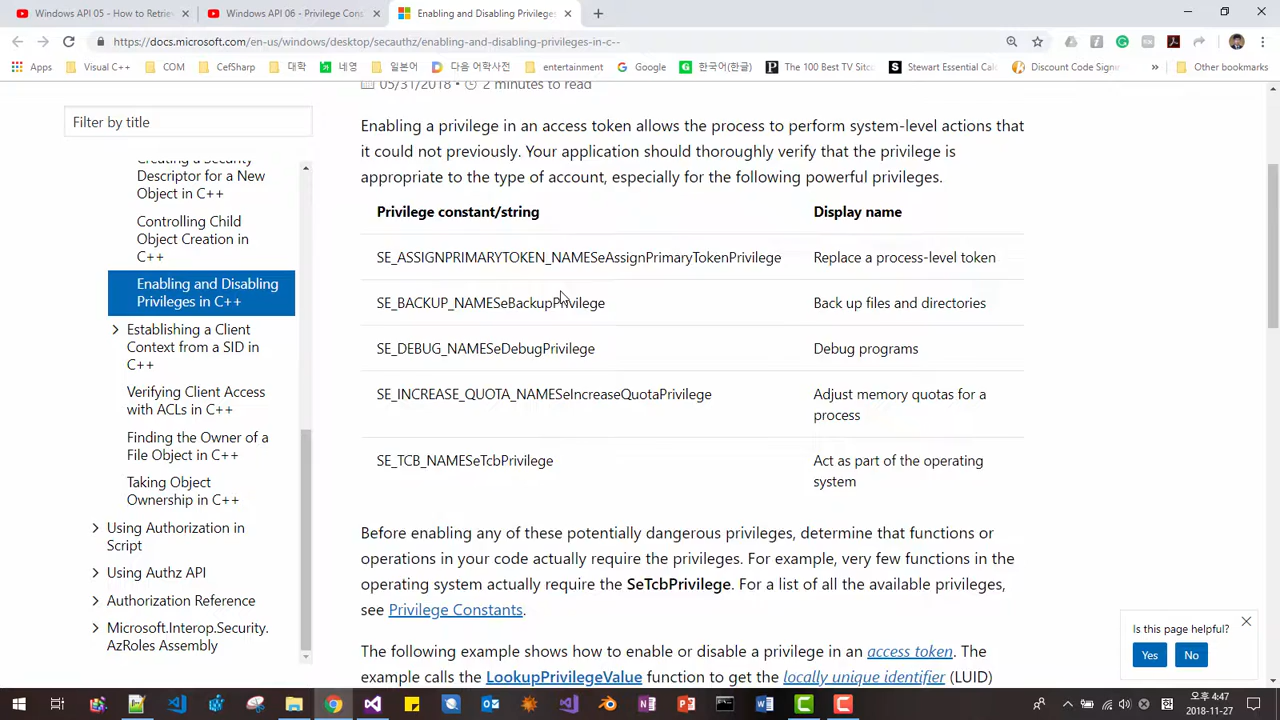 Windows API 05 - How to Retrie
Windows API 06 - Privilege Cons
Enabling and Disabling Privileges
https://docs.microsoft.com/en-us/windows/desktop/secauthz/enabling-and-disabling-privileges-in-c--
Apps
Visual C++
COM
CefSharp
대학
네영
일본어
다음 어학사전
entertainment
Google
한국어(한글)
The 100 Best TV Sitc
Stewart Essential Cal
Discount Code Signi
»
Other bookmarks
Filter by title
Creating a Security
Descriptor for a New
Object in C++
Controlling Child
Object Creation in
C++
Enabling and Disabling
Privileges in C++
Establishing a Client
Context from a SID in
C++
Verifying Client Access
with ACLs in C++
Finding the Owner of a
File Object in C++
Taking Object
Ownership in C++
Using Authorization in
Script
Using Authz API
Authorization Reference
Microsoft.Interop.Security.
AzRoles Assembly
05/31/2018 • 2 minutes to read
Enabling a privilege in an access token allows the process to perform system-level actions that
it could not previously. Your application should thoroughly verify that the privilege is
appropriate to the type of account, especially for the following powerful privileges.
Privilege constant/string Display name
SE_ASSIGNPRIMARYTOKEN_NAMESeAssignPrimaryTokenPrivilege Replace a process-level token
SE_BACKUP_NAMESeBackupPrivilege Back up files and directories
SE_DEBUG_NAMESeDebugPrivilege Debug programs
SE_INCREASE_QUOTA_NAMESeIncreaseQuotaPrivilege Adjust memory quotas for a
process
SE_TCB_NAMESeTcbPrivilege Act as part of the operating
system
Before enabling any of these potentially dangerous privileges, determine that functions or
operations in your code actually require the privileges. For example, very few functions in the
operating system actually require the SeTcbPrivilege. For a list of all the available privileges,
see Privilege Constants.
The following example shows how to enable or disable a privilege in an access token. The
example calls the LookupPrivilegeValue function to get the locally unique identifier (LUID)
Is this page helpful?
Yes
No
오후 4:47
2018-11-27